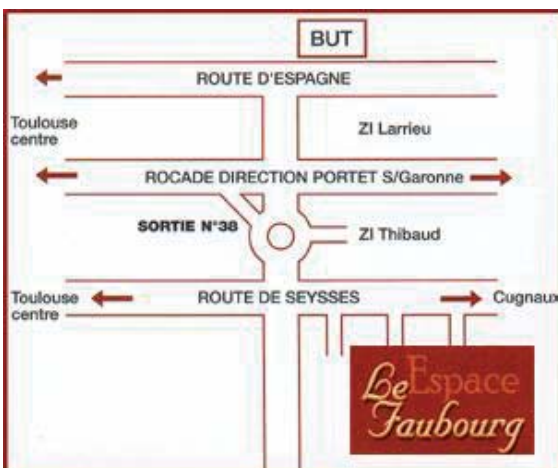 BUT
ROUTE D'ESPAGNE
Toulouse
centre
ZI Larrieu
ROCADE DIRECTION PORTET S/Garonne
SORTIE N°38
ZI Thibaud
Toulouse
centre
ROUTE DE SEYSSES
Cugnaux
Le Espace
Faubourg